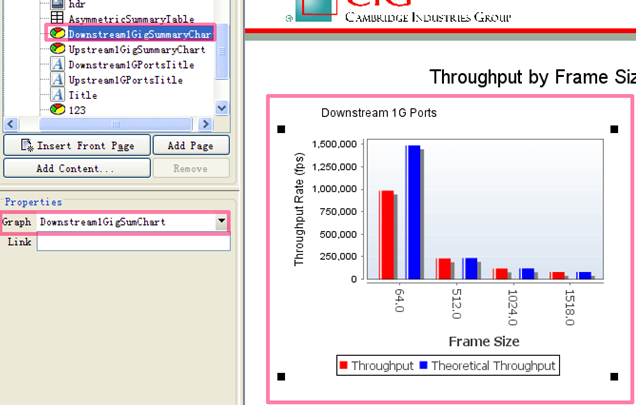 hdr
AsymmetricSummaryTable
Downstream1GigSummaryChar
Upstream1GigSummaryChart
Downstream1GPortsTitle
Upstream1GPortsTitle
Title
123
Insert Front Page
Add Page
Add Content...
Remove
Properties
Graph Downstream1GigSumChart
Link
CIG
CAMBRIDGE INDUSTRIES GROUP
Throughput by Frame Siz
Downstream 1G Ports
Throughput Rate (fps)
1,500,000
1,250,000
1,000,000
750,000
500,000
250,000
0
64.0
512.0
1024.0
1518.0
Frame Size
Throughput Theoretical Throughput